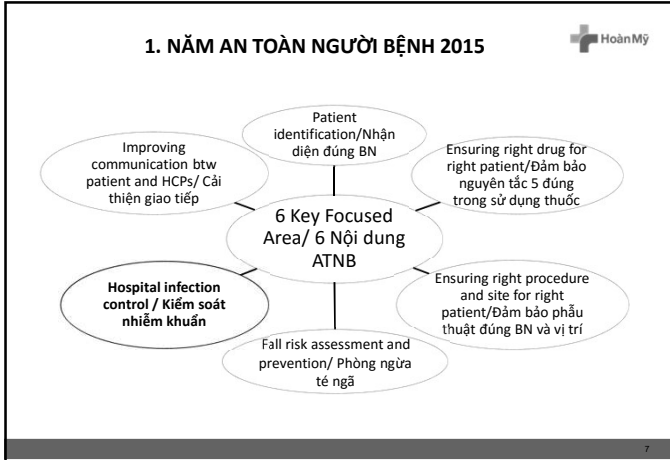 1. NĂM AN TOÀN NGƯỜI BỆNH 2015
Hoàn Mỹ
Patient
identification/Nhận
diện đúng BN
Ensuring right drug for
right patient/Đảm bảo
nguyên tắc 5 đúng
trong sử dụng thuốc
Ensuring right procedure
and site for right
patient/Đảm bảo phẫu
thuật đúng BN và vị trí
Fall risk assessment and
prevention/ Phòng ngừa
té ngã
Hospital infection
control / Kiểm soát
nhiễm khuẩn
Improving
communication btw
patient and HCPs/ Cải
thiện giao tiếp
6 Key Focused
Area/ 6 Nội dung
ATNB
7